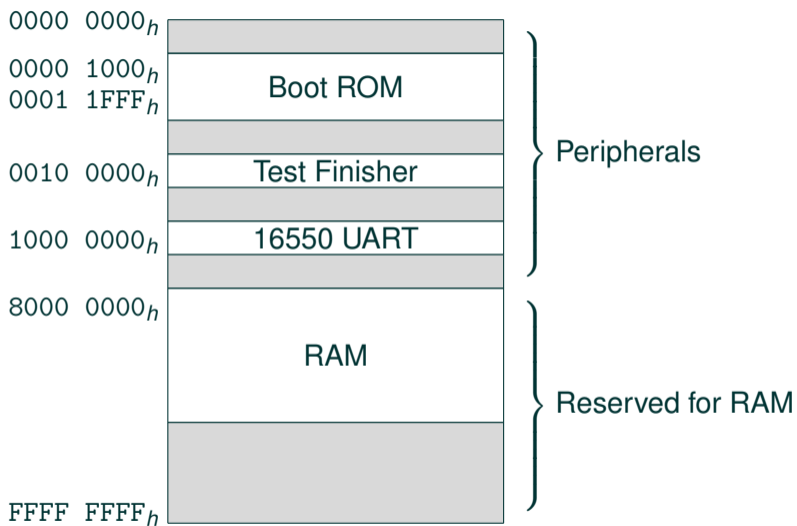 0000 0000h
0000 1000h
Boot ROM
0001 1FFFh
Peripherals
0010 0000h
Test Finisher
1000 0000h
16550 UART
8000 0000h
RAM
Reserved for RAM
FFFF FFFFh